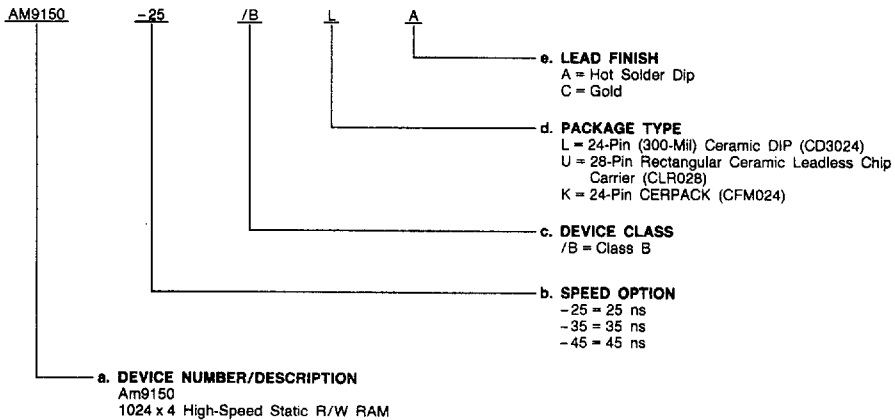 AM9150 -25 /B L A
e. LEAD FINISH
A = Hot Solder Dip
C = Gold
d. PACKAGE TYPE
L = 24-Pin (300-Mil) Ceramic DIP (CD3024)
U = 28-Pin Rectangular Ceramic Leadless Chip
Carrier (CLR028)
K = 24-Pin CERPACK (CFM024)
c. DEVICE CLASS
/B = Class B
b. SPEED OPTION
-25 = 25 ns
-35 = 35 ns
-45 = 45 ns
a. DEVICE NUMBER/DESCRIPTION
Am9150
1024 x 4 High-Speed Static R/W RAM